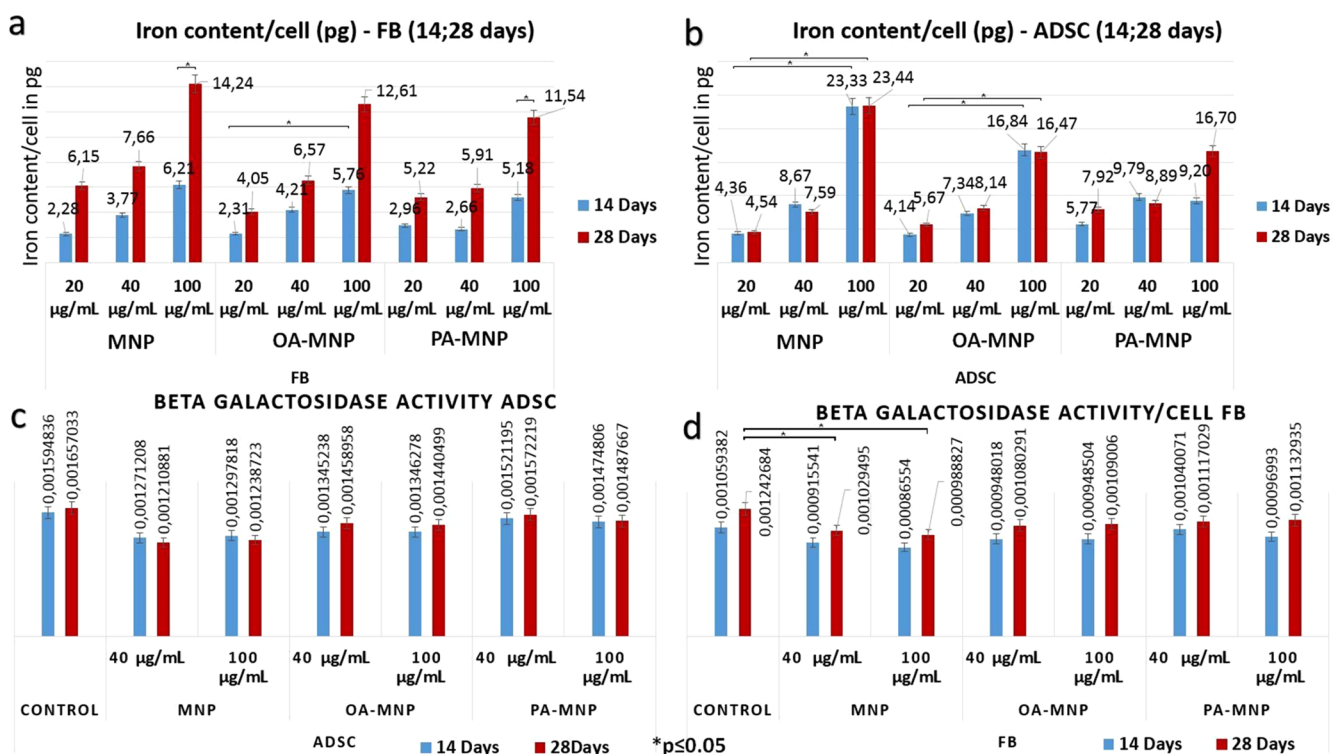 a
Iron content/cell (pg) - FB (14;28 days)
Iron content/cell in pg
2,28
6,15
3,77
7,66
6,21
14,24
2,31
4,05
4,21
6,57
5,76
12,61
2,96
5,22
2,66
5,91
5,18
11,54
*
*
*
14 Days
28 Days
20 µg/mL
40 µg/mL
100 µg/mL
20 µg/mL
40 µg/mL
100 µg/mL
20 µg/mL
40 µg/mL
100 µg/mL
MNP
OA-MNP
PA-MNP
FB
b
Iron content/cell (pg) - ADSC (14;28 days)
Iron content/cell in pg
4,36
4,54
8,67
7,59
23,33
23,44
4,14
5,67
7,34
8,14
16,84
16,47
5,77
7,92
9,79
8,89
9,20
16,70
*
*
*
*
14 Days
28 Days
20 µg/mL
40 µg/mL
100 µg/mL
20 µg/mL
40 µg/mL
100 µg/mL
20 µg/mL
40 µg/mL
100 µg/mL
MNP
OA-MNP
PA-MNP
ADSC
c
BETA GALACTOSIDASE ACTIVITY ADSC
0,001594836
0,001657033
0,001271208
0,001210881
0,001297818
0,001238723
0,001345238
0,001458958
0,001346278
0,001440499
0,001521195
0,001572219
0,001474806
0,001487667
40 µg/mL
100 µg/mL
40 µg/mL
100 µg/mL
40 µg/mL
100 µg/mL
CONTROL
MNP
OA-MNP
PA-MNP
ADSC
14 Days
28Days
*p≤0.05
d
BETA GALACTOSIDASE ACTIVITY/CELL FB
*
*
0,001059382
0,001242684
0,000915541
0,001029495
0,00086554
0,000988827
0,000948018
0,001080291
0,000948504
0,00109006
0,001040071
0,001117029
0,00096993
0,001132935
40 µg/mL
100 µg/mL
40 µg/mL
100 µg/mL
40 µg/mL
100 µg/mL
CONTROL
MNP
OA-MNP
PA-MNP
FB
14 Days
28 Days